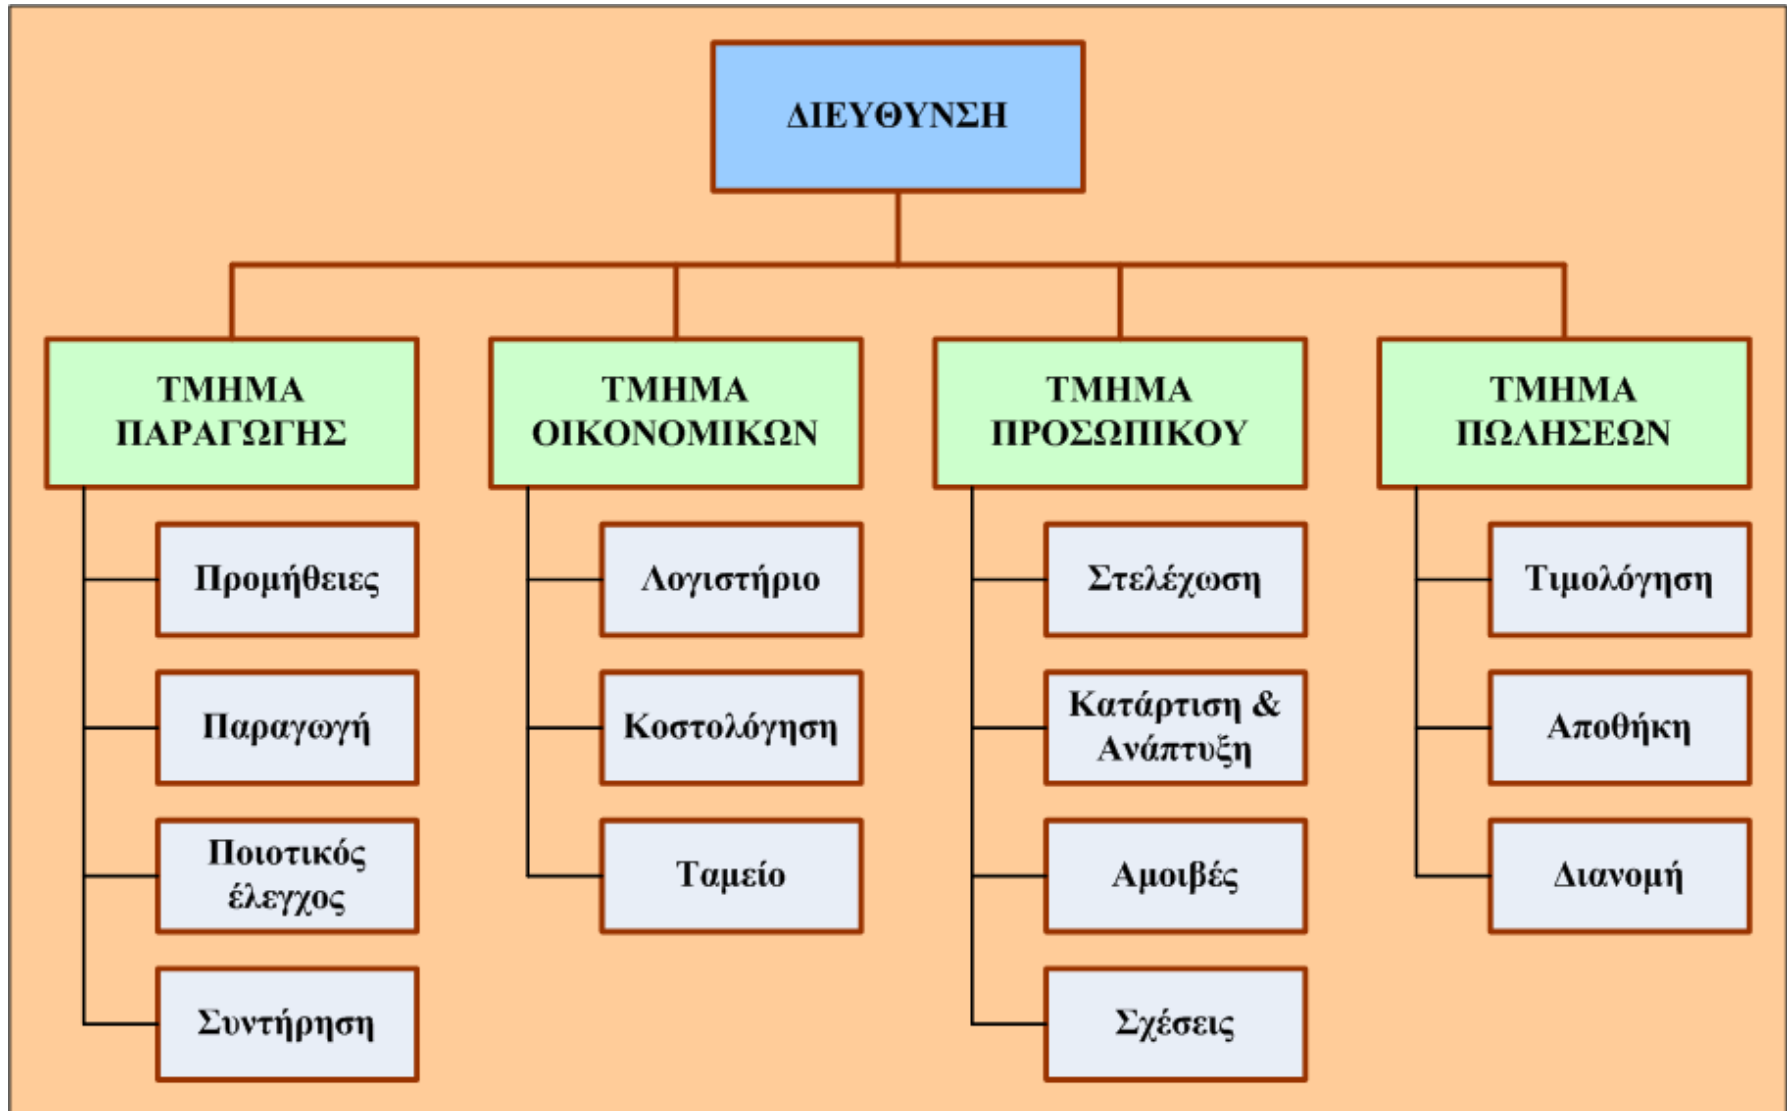 ΔΙΕΥΘΥΝΣΗ
ΤΜΗΜΑ
ΠΑΡΑΓΩΓΗΣ
Προμήθειες
Παραγωγή
Ποιοτικός
έλεγχος
Συντήρηση
ΤΜΗΜΑ
ΟΙΚΟΝΟΜΙΚΩΝ
Λογιστήριο
Κοστολόγηση
Ταμείο
ΤΜΗΜΑ
ΠΡΟΣΩΠΙΚΟΥ
Στελέχωση
Κατάρτιση &
Ανάπτυξη
Αμοιβές
Σχέσεις
ΤΜΗΜΑ
ΠΩΛΗΣΕΩΝ
Τιμολόγηση
Αποθήκη
Διανομή